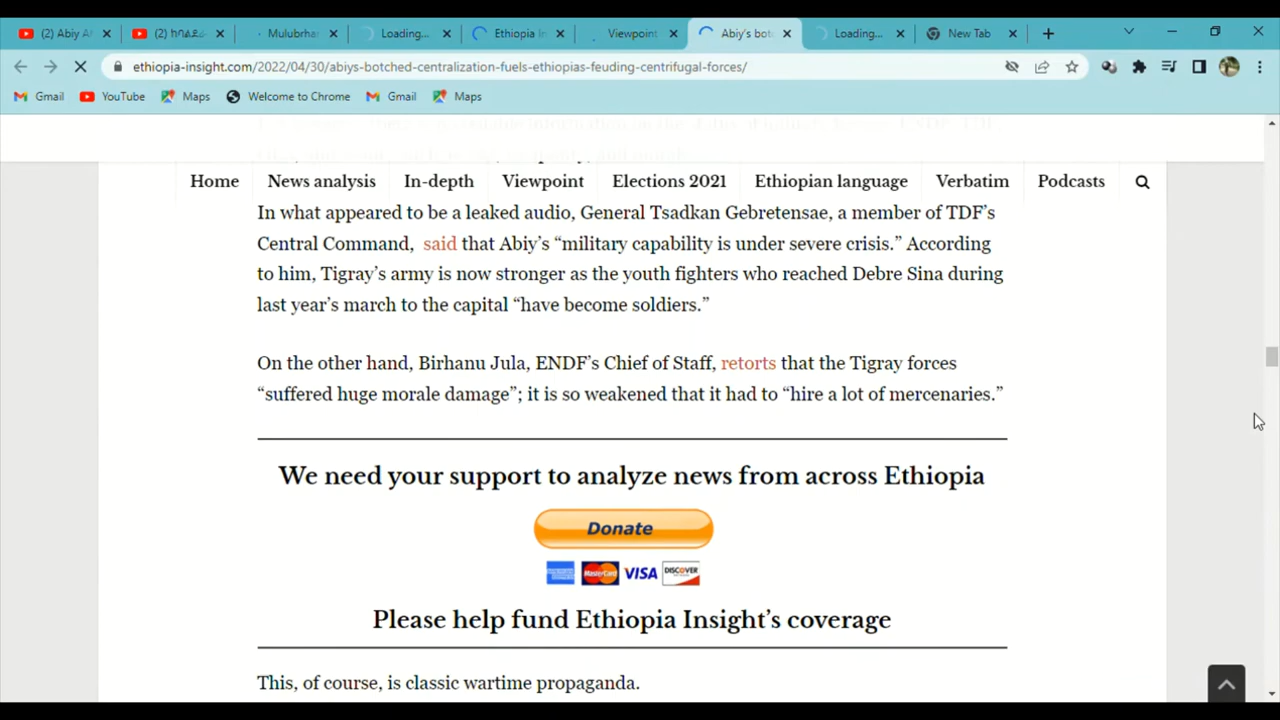 (2) Abiy A
(2) ከባለደራ
Mulubrha
Loading...
Ethiopia In
Viewpoint
Abiy's bot
Loading...
New Tab
ethiopia-insight.com/2022/04/30/abiys-botched-centralization-fuels-ethiopias-feuding-centrifugal-forces/
Gmail YouTube Maps Welcome to Chrome Gmail Maps
Home News analysis In-depth Viewpoint Elections 2021 Ethiopian language Verbatim Podcasts
In what appeared to be a leaked audio, General Tsadkan Gebretensae, a member of TDF's
Central Command, said that Abiy's “military capability is under severe crisis.” According
to him, Tigray's army is now stronger as the youth fighters who reached Debre Sina during
last year's march to the capital “have become soldiers.”
On the other hand, Birhanu Jula, ENDF's Chief of Staff, retorts that the Tigray forces
“suffered huge morale damage”; it is so weakened that it had to “hire a lot of mercenaries.”
We need your support to analyze news from across Ethiopia
Donate
MasterCard VISA DISCOVER
Please help fund Ethiopia Insight's coverage
This, of course, is classic wartime propaganda.